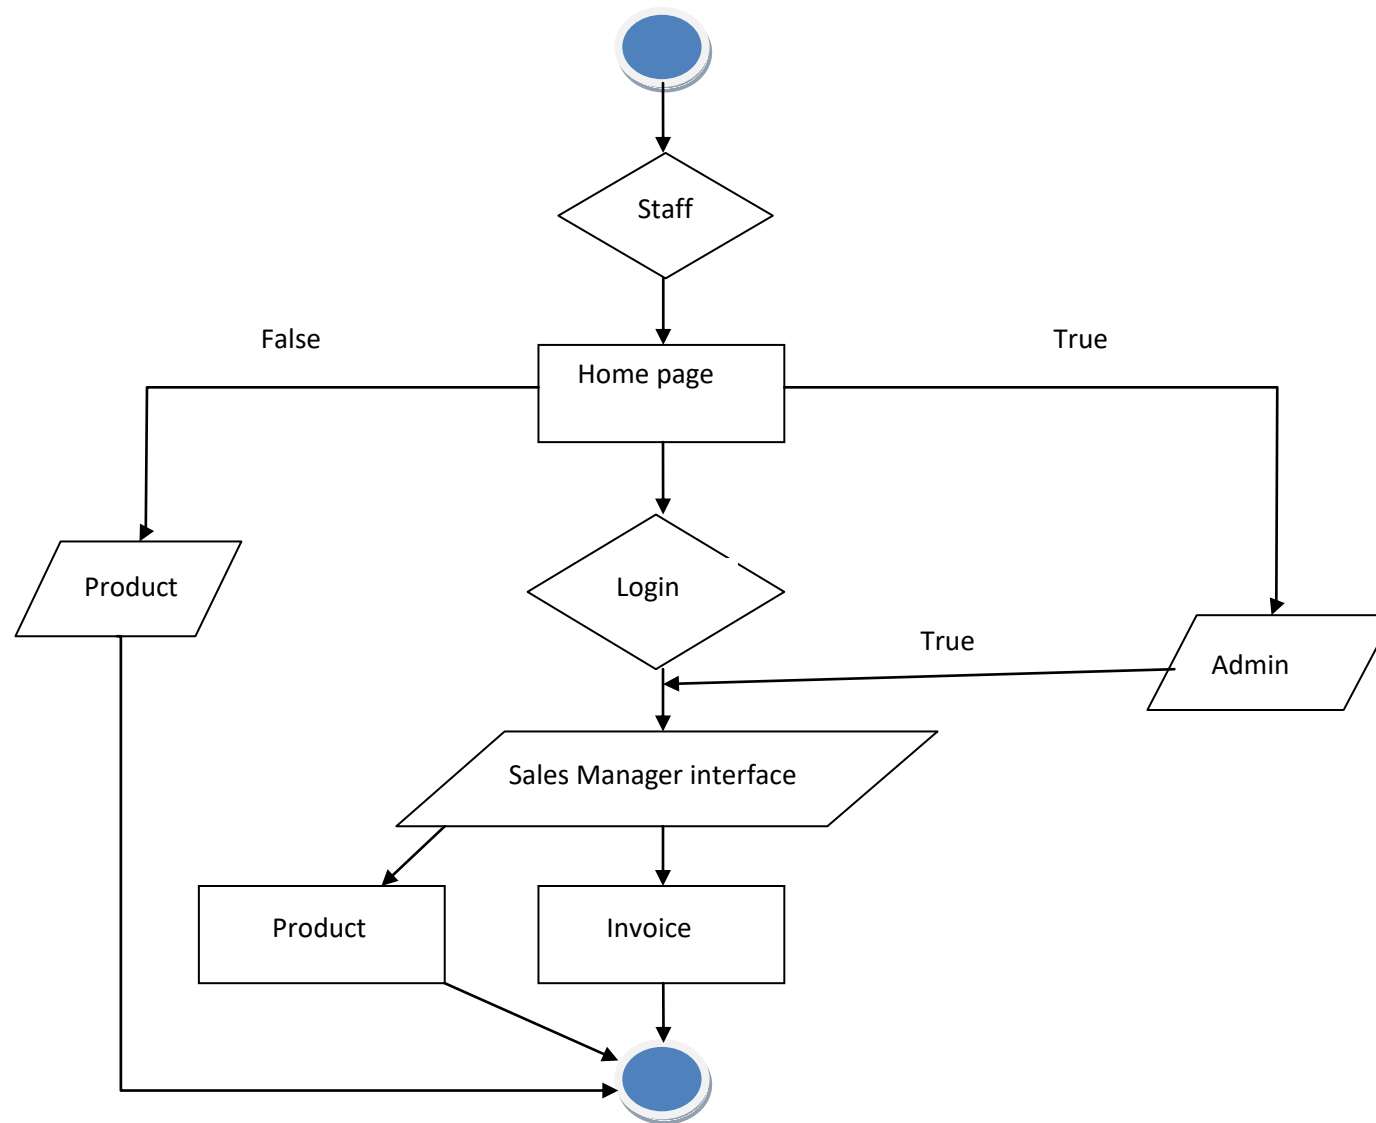 Staff
False
True
Home page
Product
Login
True
Admin
Sales Manager interface
Product
Invoice